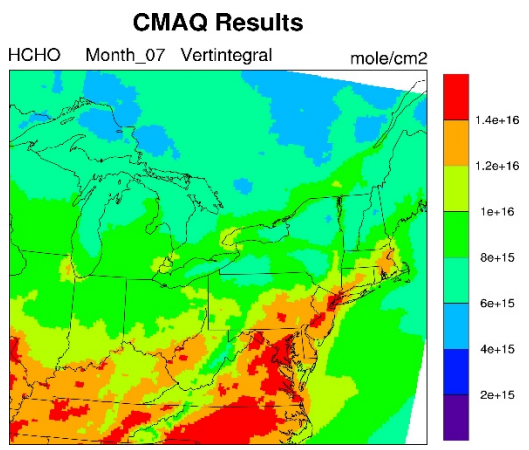 CMAQ Results
HCHO Month_07 Vertintegral mole/cm2
1.4e+16
1.2e+16
1e+16
8e+15
6e+15
4e+15
2e+15